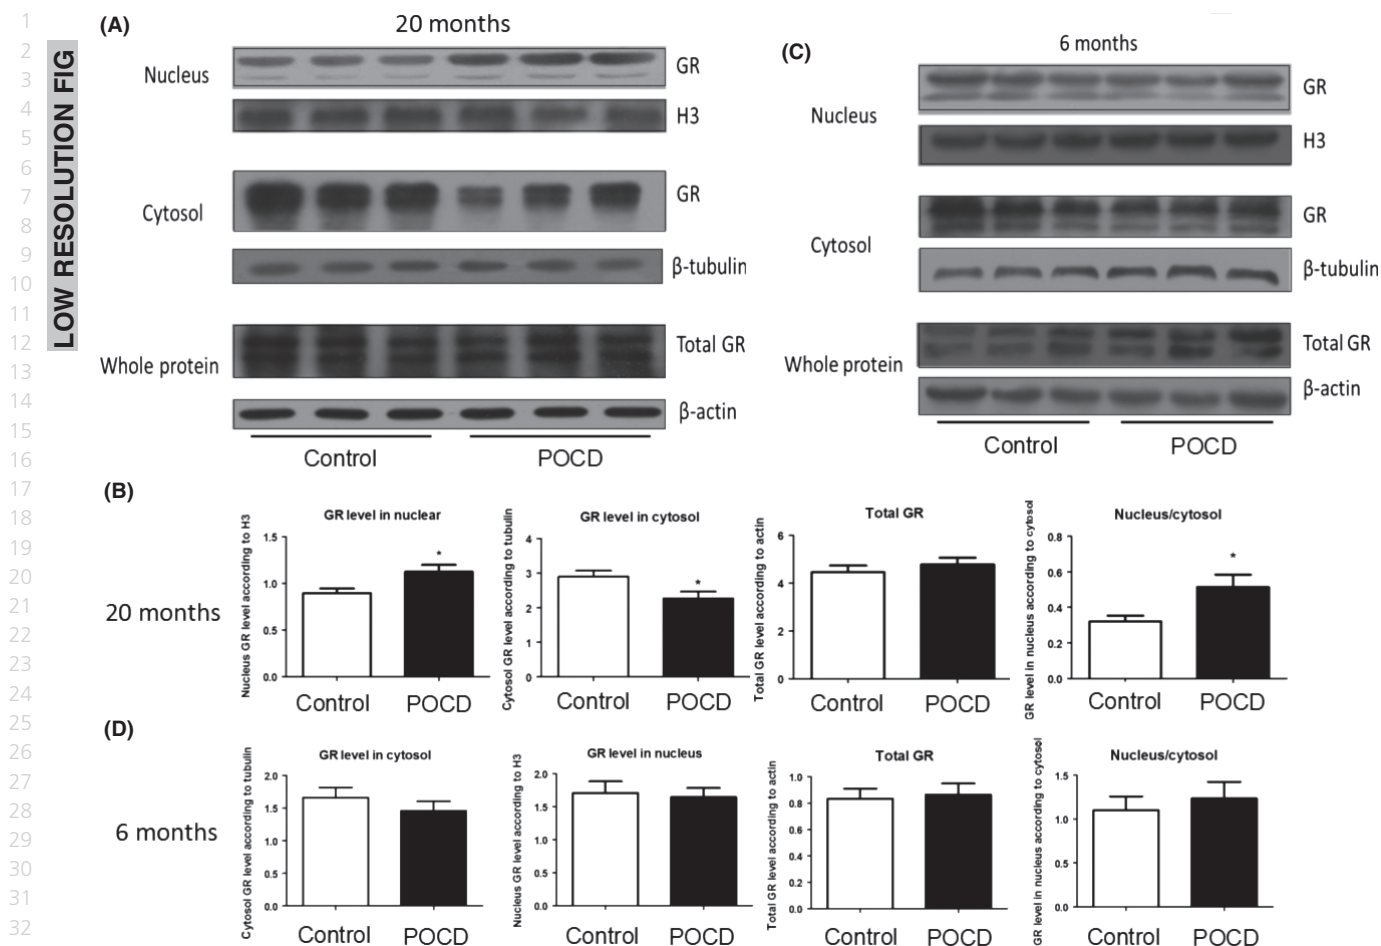 1
2
3
4
5
6
7
8
9
10
11
12
13
14
15
16
17
18
19
20
21
22
23
24
25
26
27
28
29
30
31
32
LOW RESOLUTION FIG
(A)
20 months
Nucleus
GR
H3
Cytosol
GR
β-tubulin
Whole protein
Total GR
β-actin
Control POCD
(C)
6 months
Nucleus
GR
H3
Cytosol
GR
β-tubulin
Whole protein
Total GR
β-actin
Control POCD
(B)
20 months
GR level in nuclear
Nucleus GR level according to H3
1.5
1.0
0.5
0.0
*
Control POCD
GR level in cytosol
Cytosol GR level according to tubulin
4
3
2
1
0
*
Control POCD
Total GR
Total GR level according to actin
6
4
2
0
Control POCD
Nucleus/cytosol
GR level in nucleus according to cytosol
0.8
0.6
0.4
0.2
0.0
*
Control POCD
(D)
6 months
GR level in cytosol
Cytosol GR level according to tubulin
2.0
1.5
1.0
0.5
0.0
Control POCD
GR level in nucleus
Nucleus GR level according to H3
2.0
1.5
1.0
0.5
0.0
Control POCD
Total GR
Total GR level according to actin
1.0
0.8
0.6
0.4
0.2
0.0
Control POCD
Nucleus/cytosol
GR level in nucleus according to cytosol
1.5
1.0
0.5
0.0
Control POCD